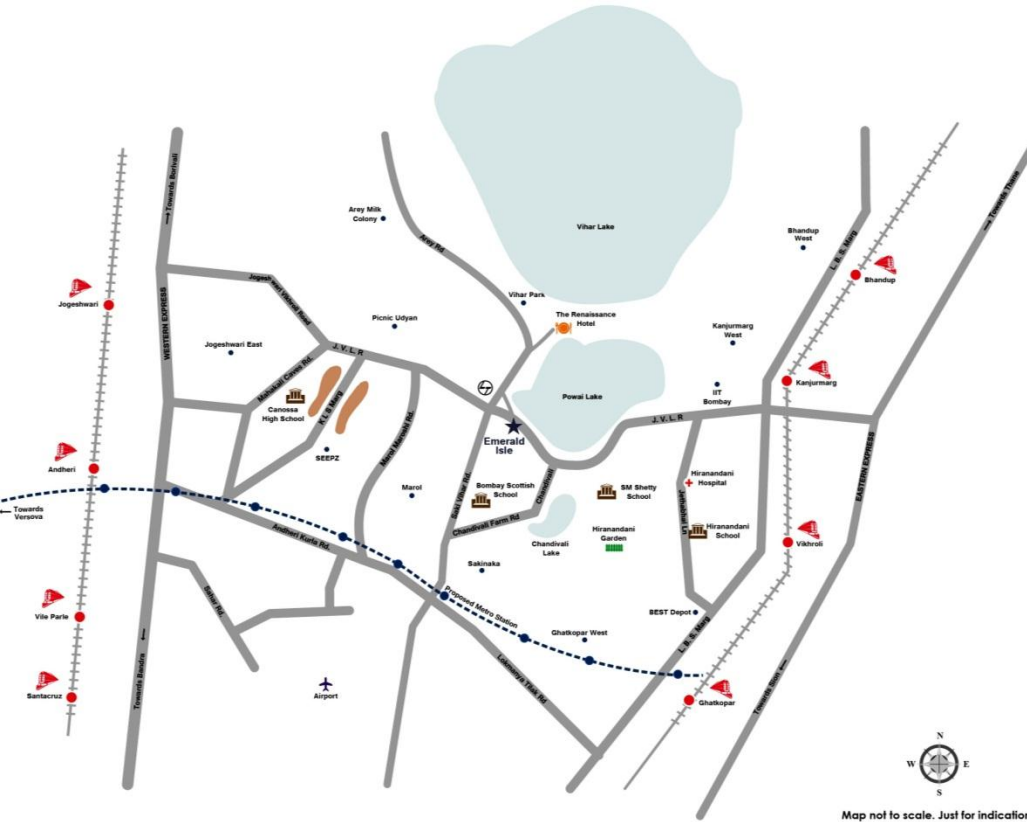 Towards Borivali
Vihar Lake
Arey Milk
Colony
Arey Rd
Bhandup
West
L. B. S. Marg
Towards Thane
Bhandup
Jogeshwari
WESTERN EXPRESS
Jogeshwari Vikhroli Road
Vihar Park
The Renaissance
Hotel
Picnic Udyan
Jogeshwari East
J. V. L. R
Kanjurmarg
West
Kanjurmarg
Mahakali Caves Rd.
Canossa
High School
K L S Marg
Powai Lake
IIT
Bombay
J. V. L. R
Emerald
Isle
Marol Maroshi Rd.
SEEPZ
EASTERN EXPRESS
Andheri
Marol
Saki Vihar Rd.
Bombay Scottish
School
Chandivali
SM Shetty
School
Hiranandani
Hospital
Towards
Versova
Andheri Kurla Rd.
Chandivali Farm Rd
Chandivali
Lake
Hiranandani
Garden
Hiranandani
School
Vikhroli
Sakinaka
Sahar Rd.
Proposed Metro Station
Vile Parle
Ghatkopar West
BEST Depot
L. B. S. Marg
Towards Bandra
Santacruz
Airport
Lokmanya Tilak Rd
Ghatkopar
Towards Sion
N
W
E
S
Map not to scale. Just for indication